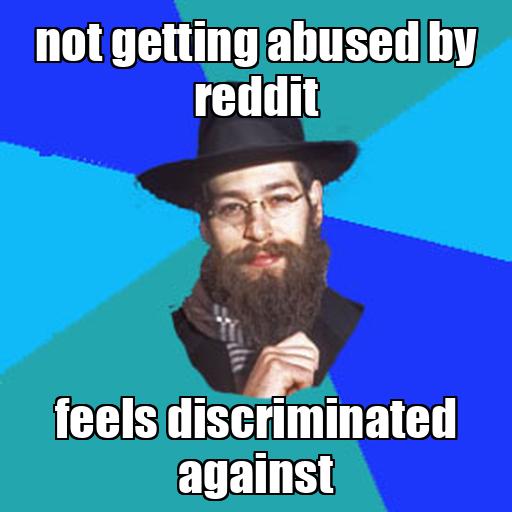 not getting abused by
reddit
feels discriminated
against